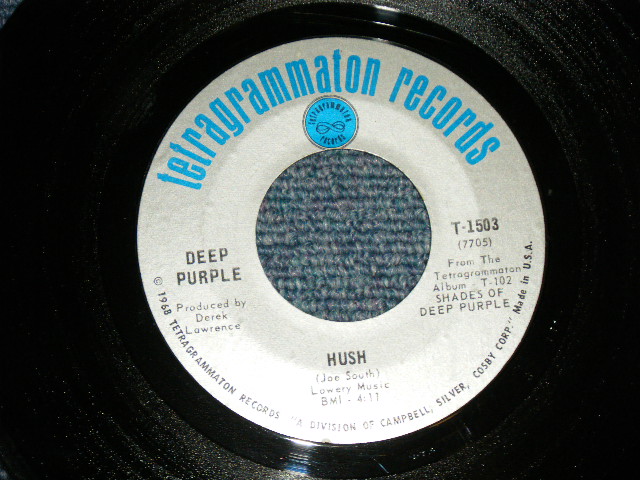 tetragrammaton records
tetragrammaton
records
T-1503
(7705)
DEEP
PURPLE
From The
Tetragrammaton
Album - T-102
SHADES OF
DEEP PURPLE
Produced by
Derek
Lawrence
HUSH
(Joe South)
Lowery Music
BMI - 4:11
© 1968 TETRAGRAMMATON RECORDS "A DIVISION OF CAMPBELL, SILVER, COSBY CORP." Made in U.S.A.